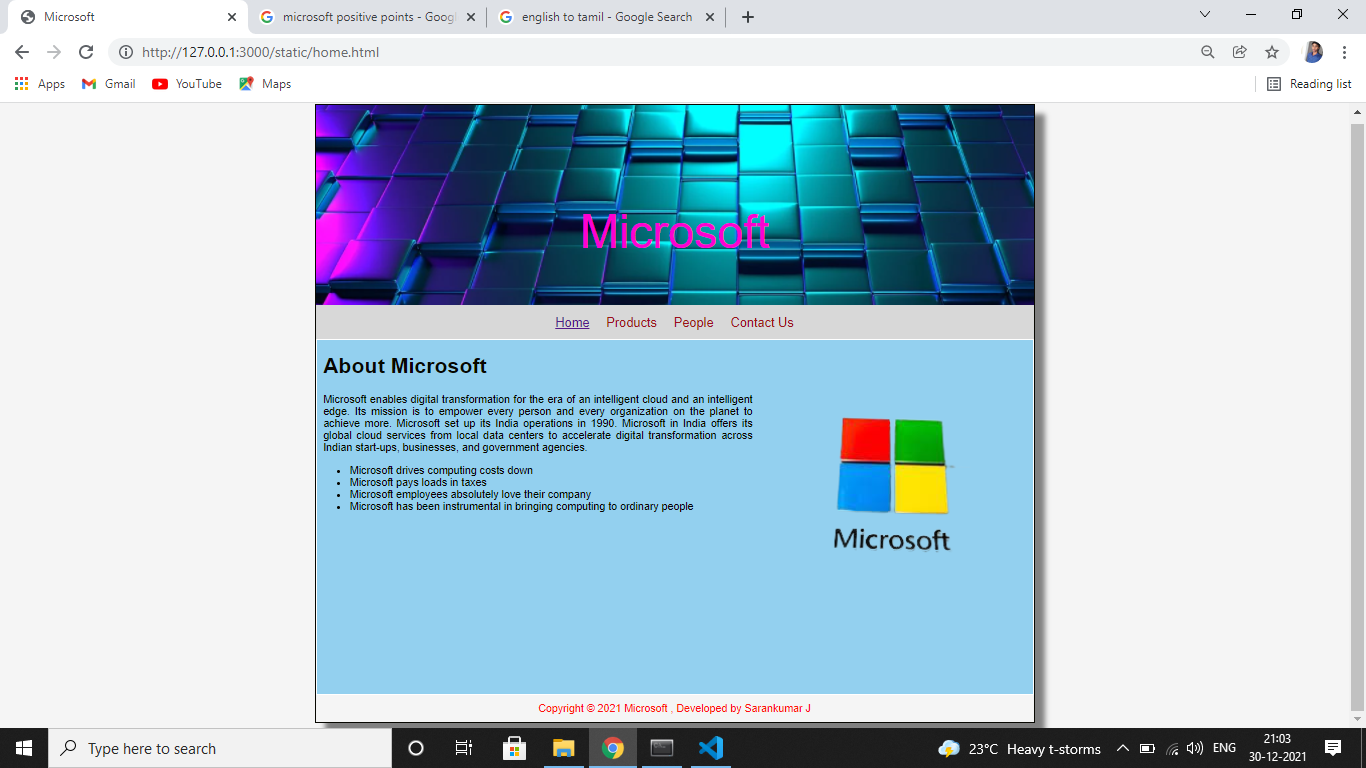 Microsoft
microsoft positive points - Goog
english to tamil - Google Search
http://127.0.0.1:3000/static/home.html
Apps
Gmail
YouTube
Maps
Reading list
Microsoft
Home Products People Contact Us
About Microsoft
Microsoft enables digital transformation for the era of an intelligent cloud and an intelligent
edge. Its mission is to empower every person and every organization on the planet to
achieve more. Microsoft set up its India operations in 1990. Microsoft in India offers its
global cloud services from local data centers to accelerate digital transformation across
Indian start-ups, businesses, and government agencies.
• Microsoft drives computing costs down
• Microsoft pays loads in taxes
• Microsoft employees absolutely love their company
• Microsoft has been instrumental in bringing computing to ordinary people
Microsoft
Copyright © 2021 Microsoft , Developed by Sarankumar J
Type here to search
23°C Heavy t-storms
ENG
21:03
30-12-2021